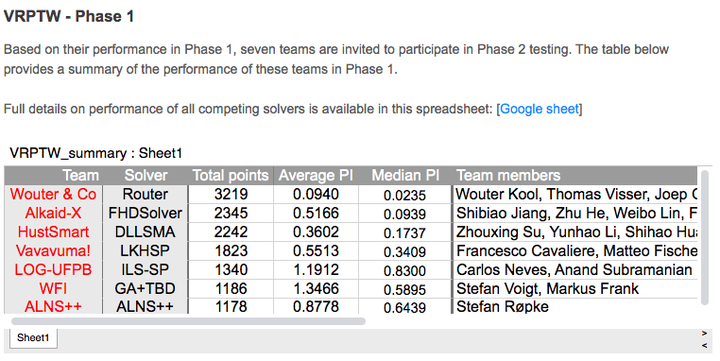 VRPTW - Phase 1
Based on their performance in Phase 1, seven teams are invited to participate in Phase 2 testing. The table below
provides a summary of the performance of these teams in Phase 1.
Full details on performance of all competing solvers is available in this spreadsheet: [Google sheet]
VRPTW_summary : Sheet1
Team Solver Total points Average PI Median PI Team members
Wouter & Co Router 3219 0.0940 0.0235 Wouter Kool, Thomas Visser, Joep
Alkaid-X FHDSolver 2345 0.5166 0.0939 Shibiao Jiang, Zhu He, Weibo Lin,
HustSmart DLLSMA 2242 0.3602 0.1737 Zhouxing Su, Yunhao Li, Shihao
Vavavuma! LKHSP 1823 0.5513 0.3409 Francesco Cavaliere, Matteo Fische
LOG-UFPB ILS-SP 1340 1.1912 0.8300 Carlos Neves, Anand Subramanian
WFI GA+TBD 1186 1.3466 0.5895 Stefan Voigt, Markus Frank
ALNS++ ALNS++ 1178 0.8778 0.6439 Stefan Røpke
Sheet1
>
<